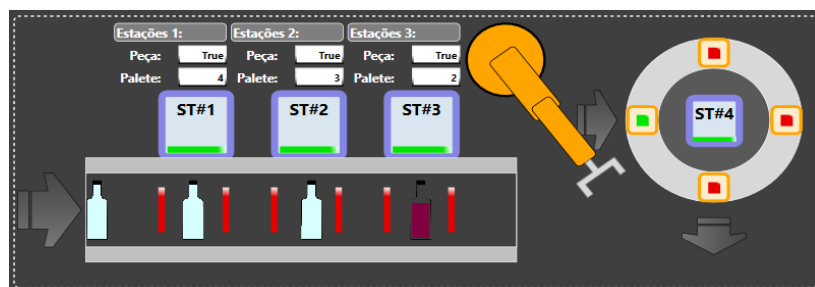 Estações 1: Estações 2: Estações 3:
Peça: True Peça: True Peça: True
Palete: 4 Palete: 3 Palete: 2
ST#1 ST#2 ST#3 ST#4